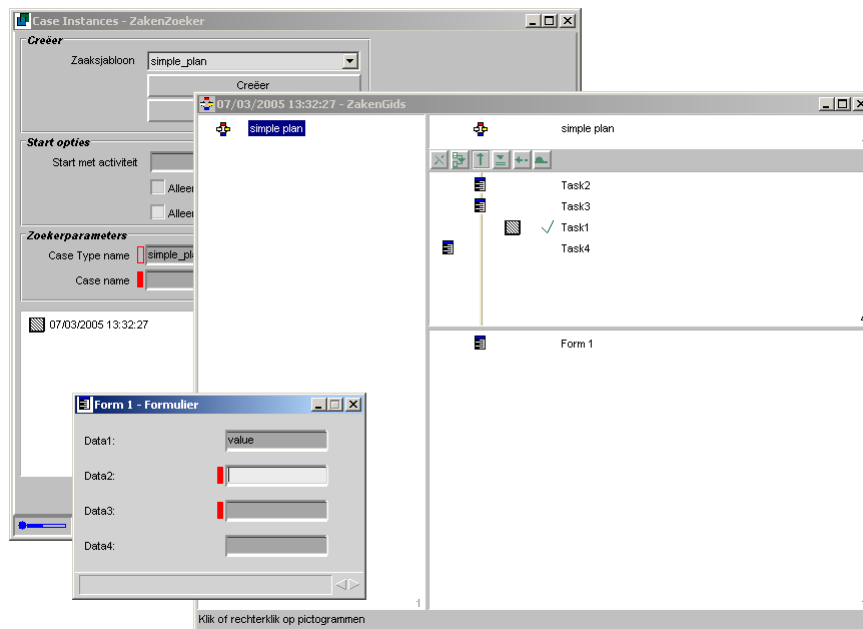 Case Instances - ZakenZoeker
Creëer
Zaaksjabloon simple_plan
Creëer
07/03/2005 13:32:27 - ZakenGids
simple plan
simple plan
Start opties
Start met activiteit
Alleen
Alleen
Task2
Task3
Task1
Task4
Zoekerparameters
Case Type name simple_pl
Case name
07/03/2005 13:32:27
Form 1
Form 1 - Formulier
Data1: value
Data2:
Data3:
Data4:
1
Klik of rechterklik op pictogrammen